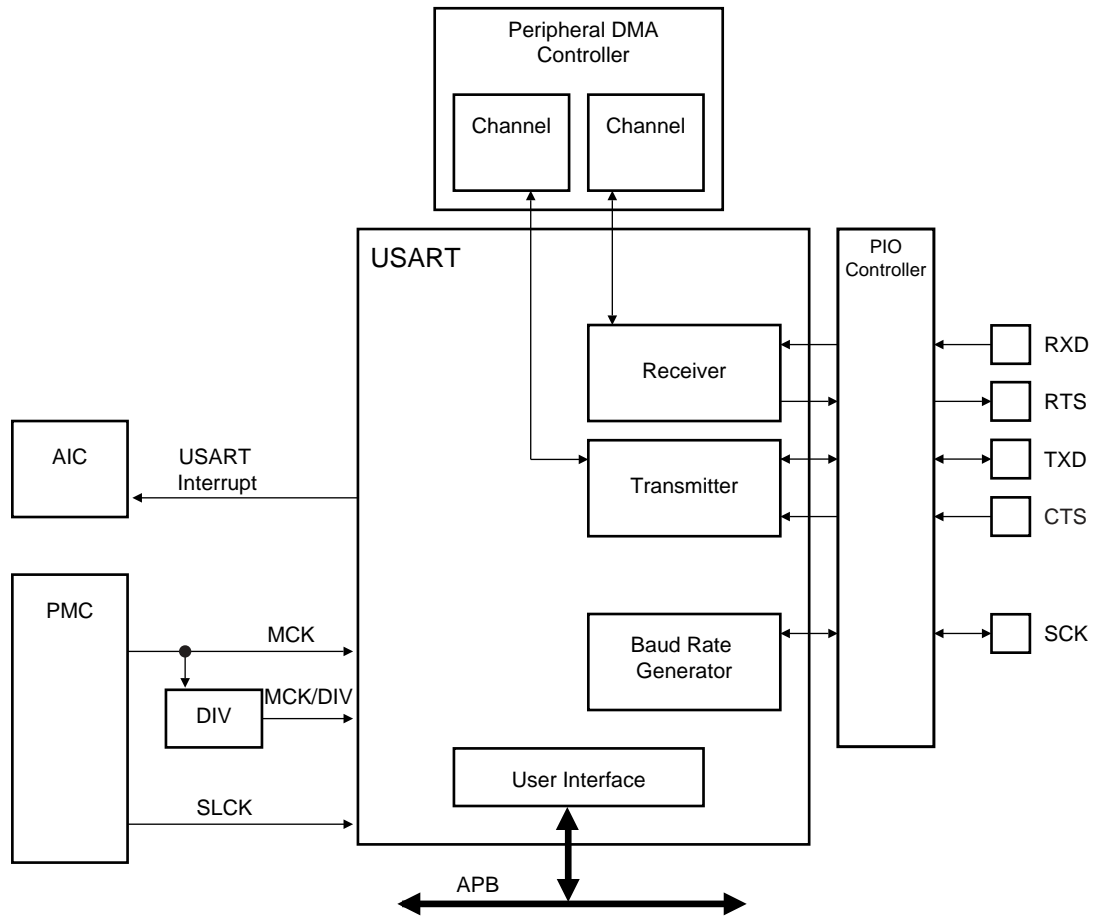 Peripheral DMA
Controller
Channel
Channel
USART
PIO
Controller
Receiver
RXD
RTS
AIC
USART
Interrupt
Transmitter
TXD
CTS
PMC
MCK
Baud Rate
Generator
SCK
MCK/DIV
DIV
User Interface
SLCK
APB